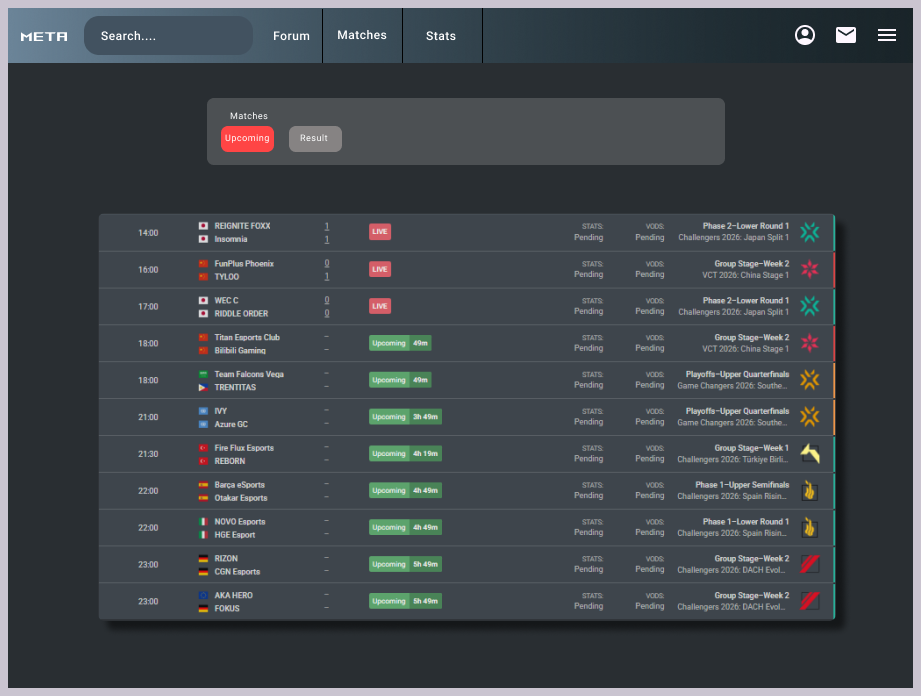 META Search.... Forum Matches Stats
Matches
Upcoming Result
14:00 REIGNITE FOXX 1 LIVE STATS: VODS: Phase 2–Lower Round 1
Insomnia 1 Pending Pending Challengers 2026: Japan Split 1
16:00 FunPlus Phoenix 0 LIVE STATS: VODS: Group Stage–Week 2
TYLOO 1 Pending Pending VCT 2026: China Stage 1
17:00 WEC C 0 LIVE STATS: VODS: Phase 2–Lower Round 1
RIDDLE ORDER 0 Pending Pending Challengers 2026: Japan Split 1
18:00 Titan Esports Club – Upcoming 49m STATS: VODS: Group Stage–Week 2
Bilibili Gaming – Pending Pending VCT 2026: China Stage 1
18:00 Team Falcons Vega – Upcoming 49m STATS: VODS: Playoffs–Upper Quarterfinals
TRENTITAS – Pending Pending Game Changers 2026: Southe...
21:00 IVY – Upcoming 3h 49m STATS: VODS: Playoffs–Upper Quarterfinals
Azure GC – Pending Pending Game Changers 2026: Southe...
21:30 Fire Flux Esports – Upcoming 4h 19m STATS: VODS: Group Stage–Week 1
REBORN – Pending Pending Challengers 2026: Türkiye Birli...
22:00 Barça eSports – Upcoming 4h 49m STATS: VODS: Phase 1–Upper Semifinals
Otakar Esports – Pending Pending Challengers 2026: Spain Risin...
22:00 NOVO Esports – Upcoming 4h 49m STATS: VODS: Phase 1–Lower Round 1
HGE Esport – Pending Pending Challengers 2026: Spain Risin...
23:00 RIZON – Upcoming 5h 49m STATS: VODS: Group Stage–Week 2
CGN Esports – Pending Pending Challengers 2026: DACH Evol...
23:00 AKA HERO – Upcoming 5h 49m STATS: VODS: Group Stage–Week 2
FOKUS – Pending Pending Challengers 2026: DACH Evol...